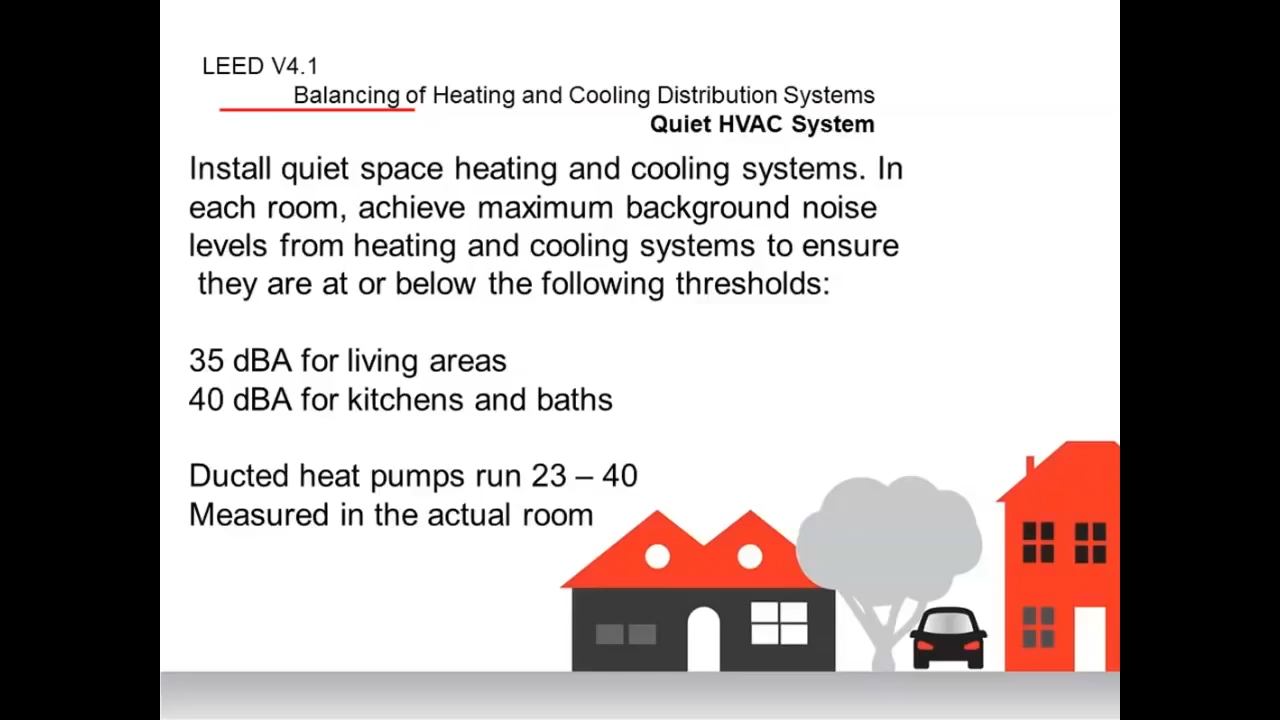 LEED V4.1
Balancing of Heating and Cooling Distribution Systems
Quiet HVAC System
Install quiet space heating and cooling systems. In
each room, achieve maximum background noise
levels from heating and cooling systems to ensure
they are at or below the following thresholds:
35 dBA for living areas
40 dBA for kitchens and baths
Ducted heat pumps run 23 – 40
Measured in the actual room